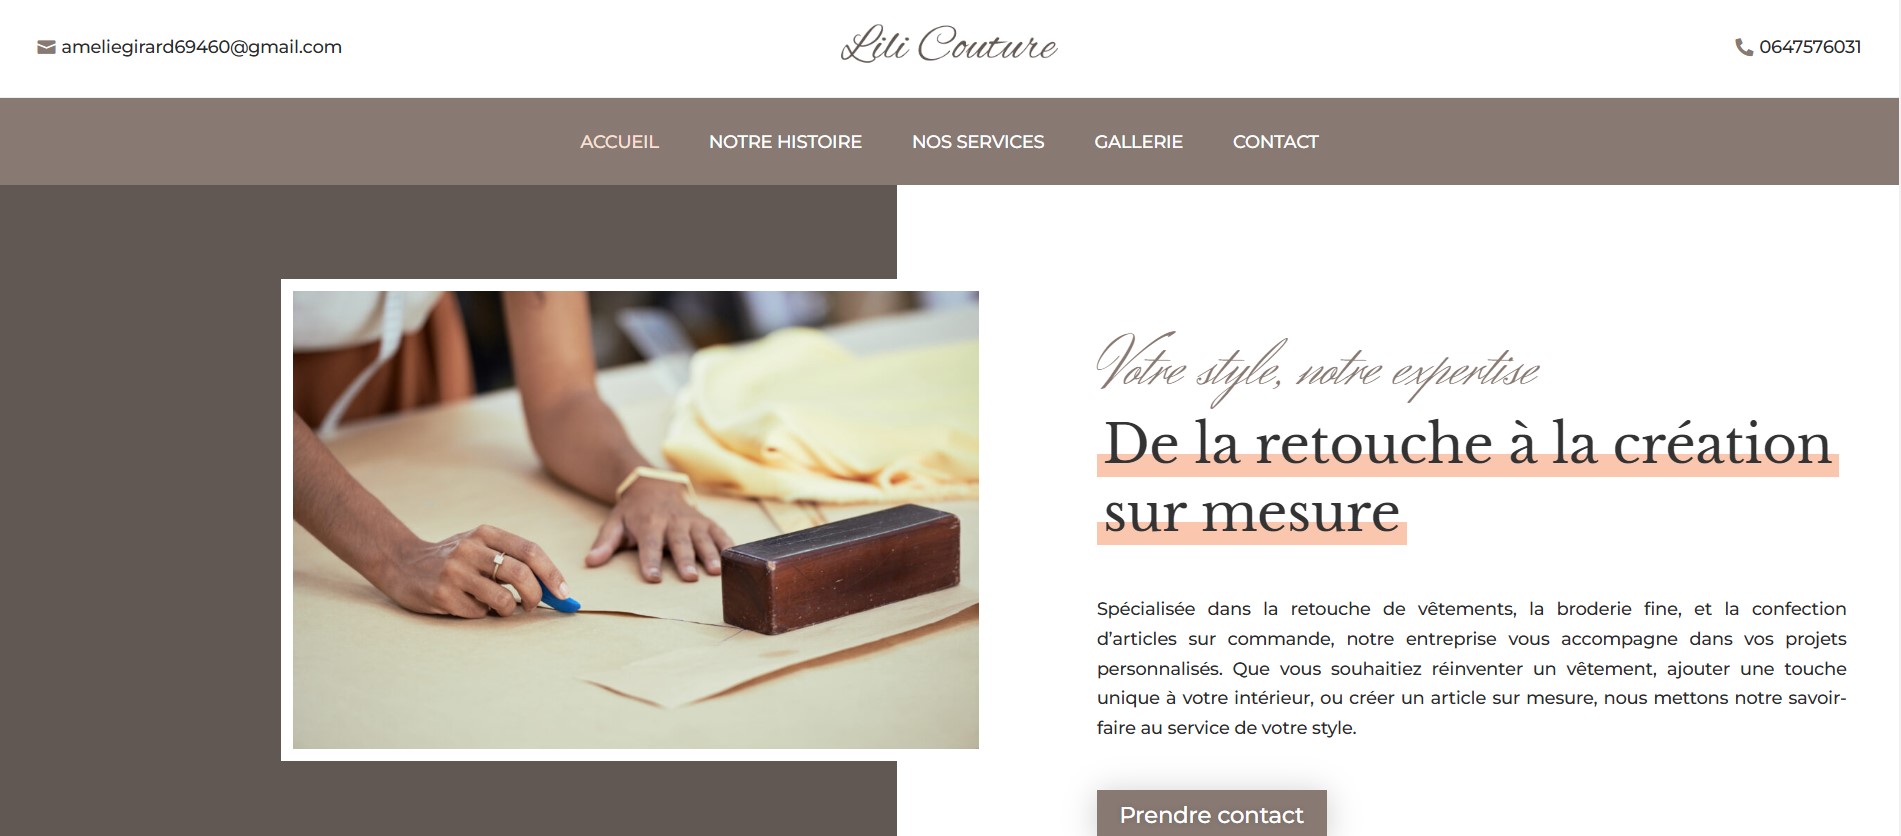 ameliegirard69460@gmail.com
Lili Couture
0647576031
ACCUEIL NOTRE HISTOIRE NOS SERVICES GALLERIE CONTACT
Votre style, notre expertise
De la retouche à la création
sur mesure
Spécialisée dans la retouche de vêtements, la broderie fine, et la confection
d’articles sur commande, notre entreprise vous accompagne dans vos projets
personnalisés. Que vous souhaitiez réinventer un vêtement, ajouter une touche
unique à votre intérieur, ou créer un article sur mesure, nous mettons notre savoir-
faire au service de votre style.
Prendre contact